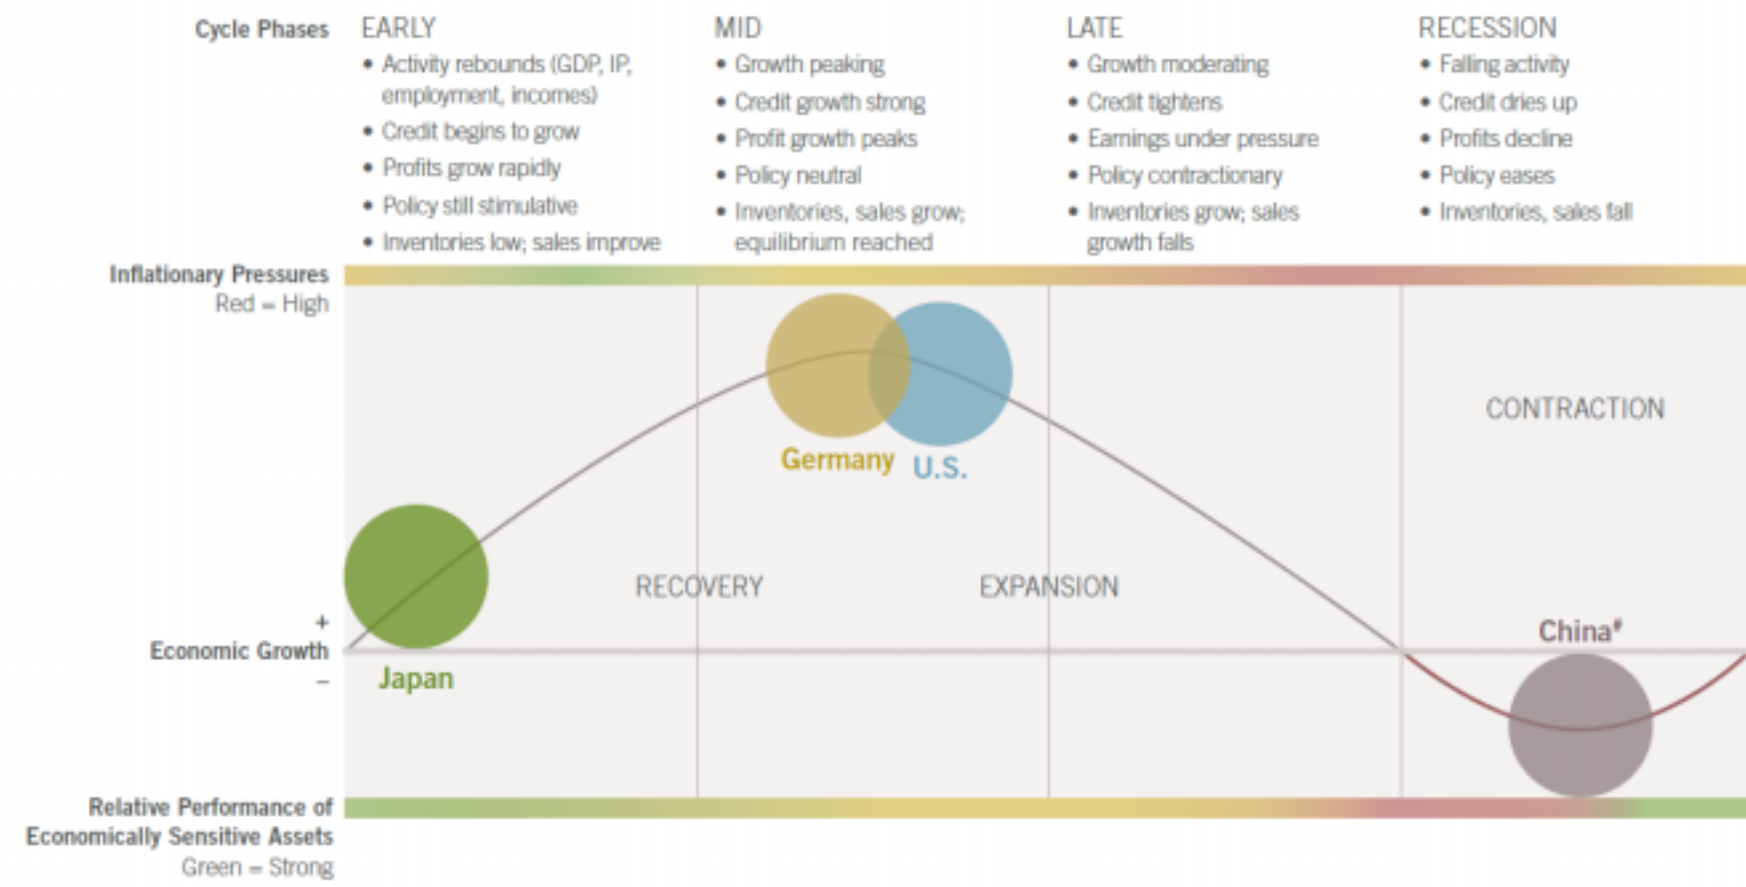 Cycle Phases
EARLY
• Activity rebounds (GDP, IP,
employment, incomes)
• Credit begins to grow
• Profits grow rapidly
• Policy still stimulative
• Inventories low; sales improve
MID
• Growth peaking
• Credit growth strong
• Profit growth peaks
• Policy neutral
• Inventories, sales grow;
equilibrium reached
LATE
• Growth moderating
• Credit tightens
• Earnings under pressure
• Policy contractionary
• Inventories grow; sales
growth falls
RECESSION
• Falling activity
• Credit dries up
• Profits decline
• Policy eases
• Inventories, sales fall
Inflationary Pressures
Red = High
CONTRACTION
Germany
U.S.
RECOVERY
EXPANSION
+
Economic Growth
–
China#
Japan
Relative Performance of
Economically Sensitive Assets
Green = Strong